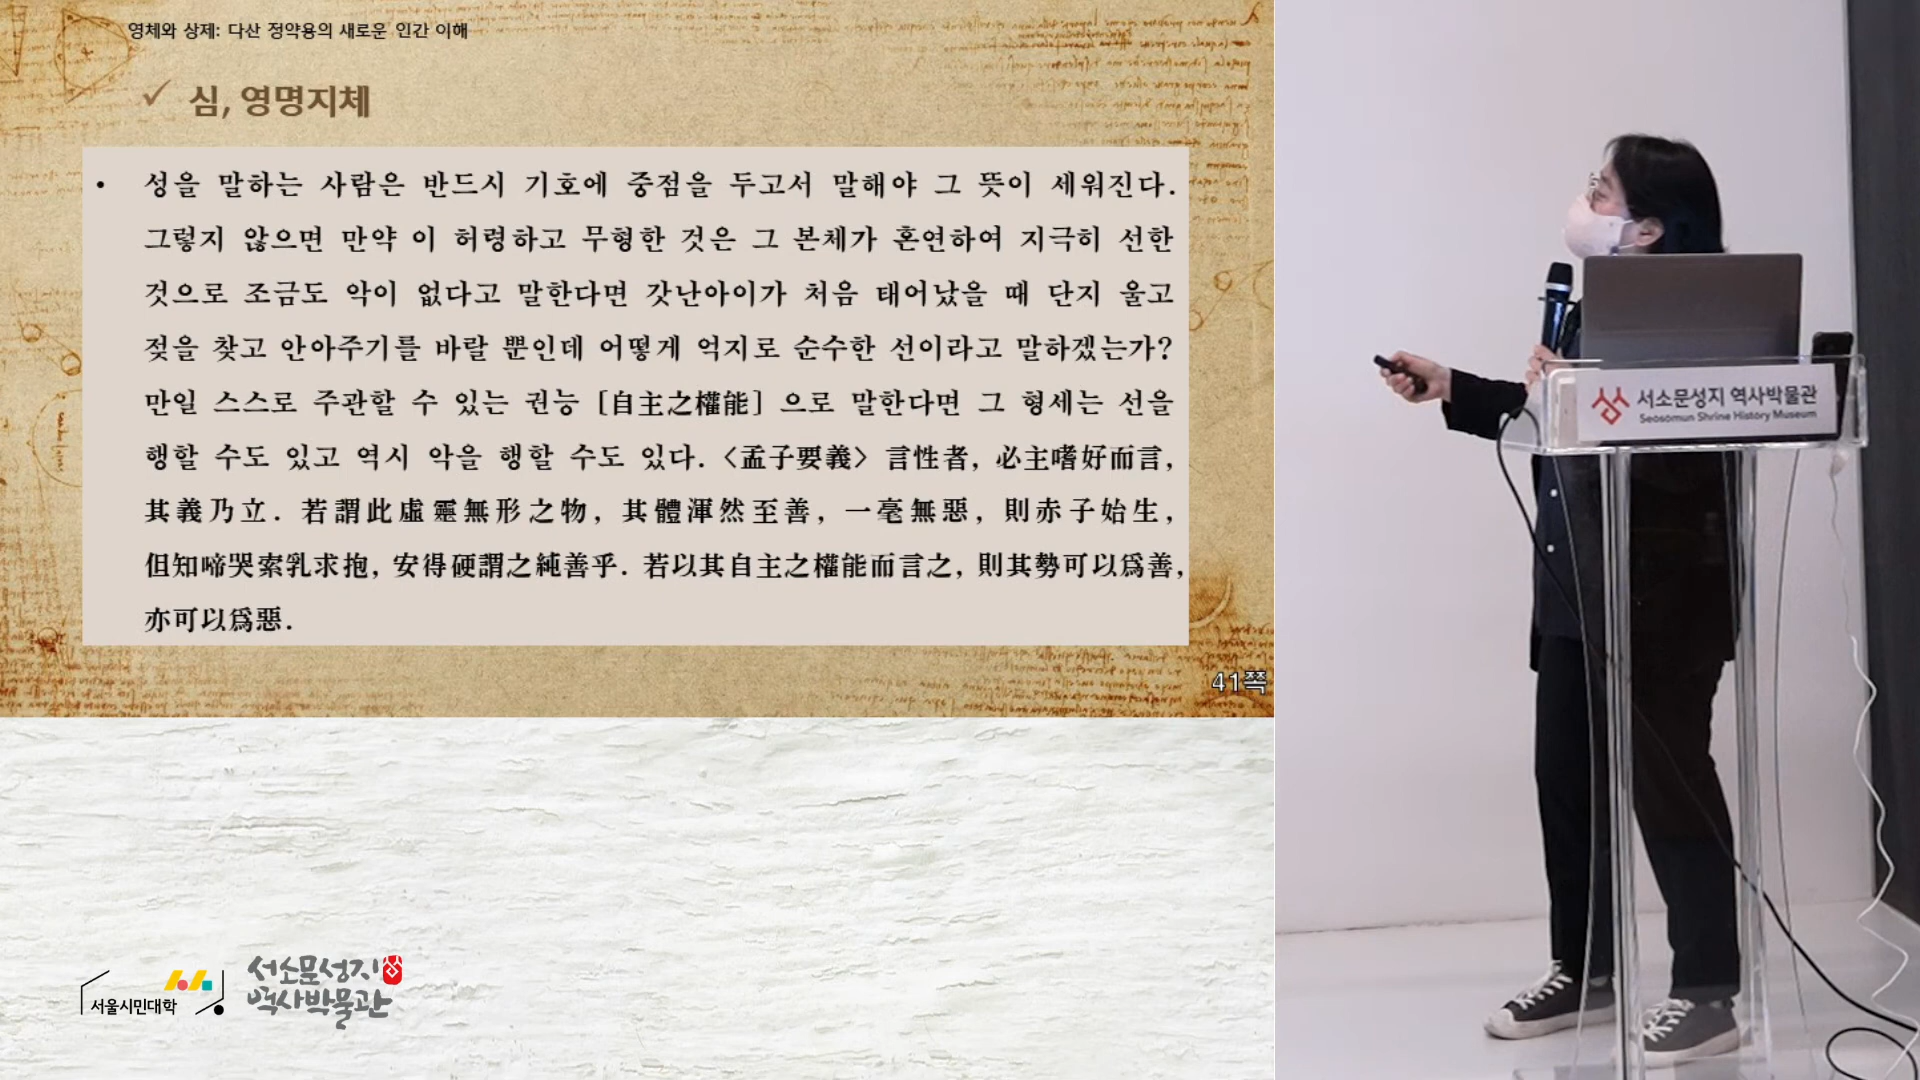 영체와 상제: 다산 정약용의 새로운 인간 이해
✓ 심, 영명지체
• 성을 말하는 사람은 반드시 기호에 중점을 두고서 말해야 그 뜻이 세워진다.
그렇지 않으면 만약 이 허령하고 무형한 것은 그 본체가 혼연하여 지극히 선한
것으로 조금도 악이 없다고 말한다면 갓난아이가 처음 태어났을 때 단지 울고
젖을 찾고 안아주기를 바랄 뿐인데 어떻게 억지로 순수한 선이라고 말하겠는가?
만일 스스로 주관할 수 있는 권능 [自主之權能] 으로 말한다면 그 형세는 선을
행할 수도 있고 역시 악을 행할 수도 있다. <孟子要義> 言性者, 必主嗜好而言,
其義乃立. 若謂此虛靈無形之物, 其體渾然至善, 一毫無惡, 則赤子始生,
但知啼哭索乳求抱, 安得硬謂之純善乎. 若以其自主之權能而言之, 則其勢可以爲善,
亦可以爲惡.
41쪽
서울시민대학
서소문성지
역사박물관
서소문성지 역사박물관
Seosomun Shrine History Museum